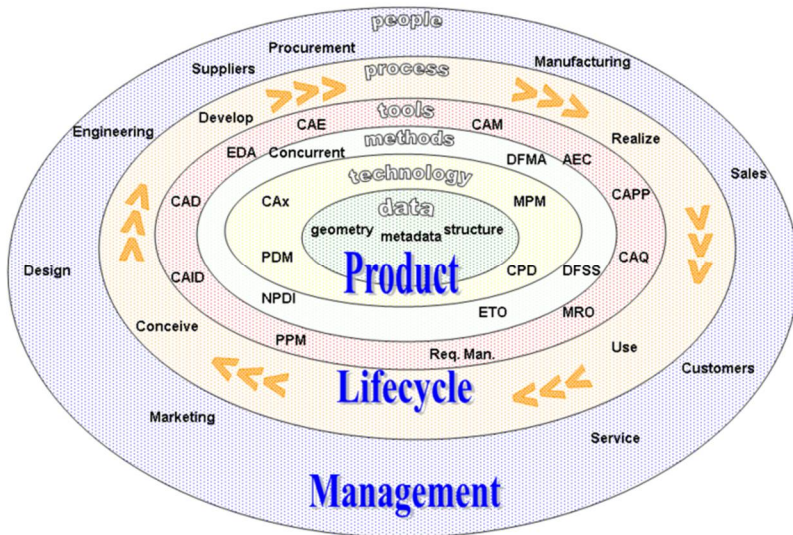 people
Procurement
Manufacturing
Suppliers
process
Develop
tools
Engineering
CAE
CAM
Realize
methods
EDA
Concurrent
DFMA
AEC
technology
Sales
CAD
CAx
data
MPM
CAPP
geometry
metadata
structure
Design
PDM
Product
CPD
DFSS
CAQ
CAID
NPDI
ETO
MRO
Conceive
PPM
Req. Man.
Use
Lifecycle
Customers
Marketing
Service
Management